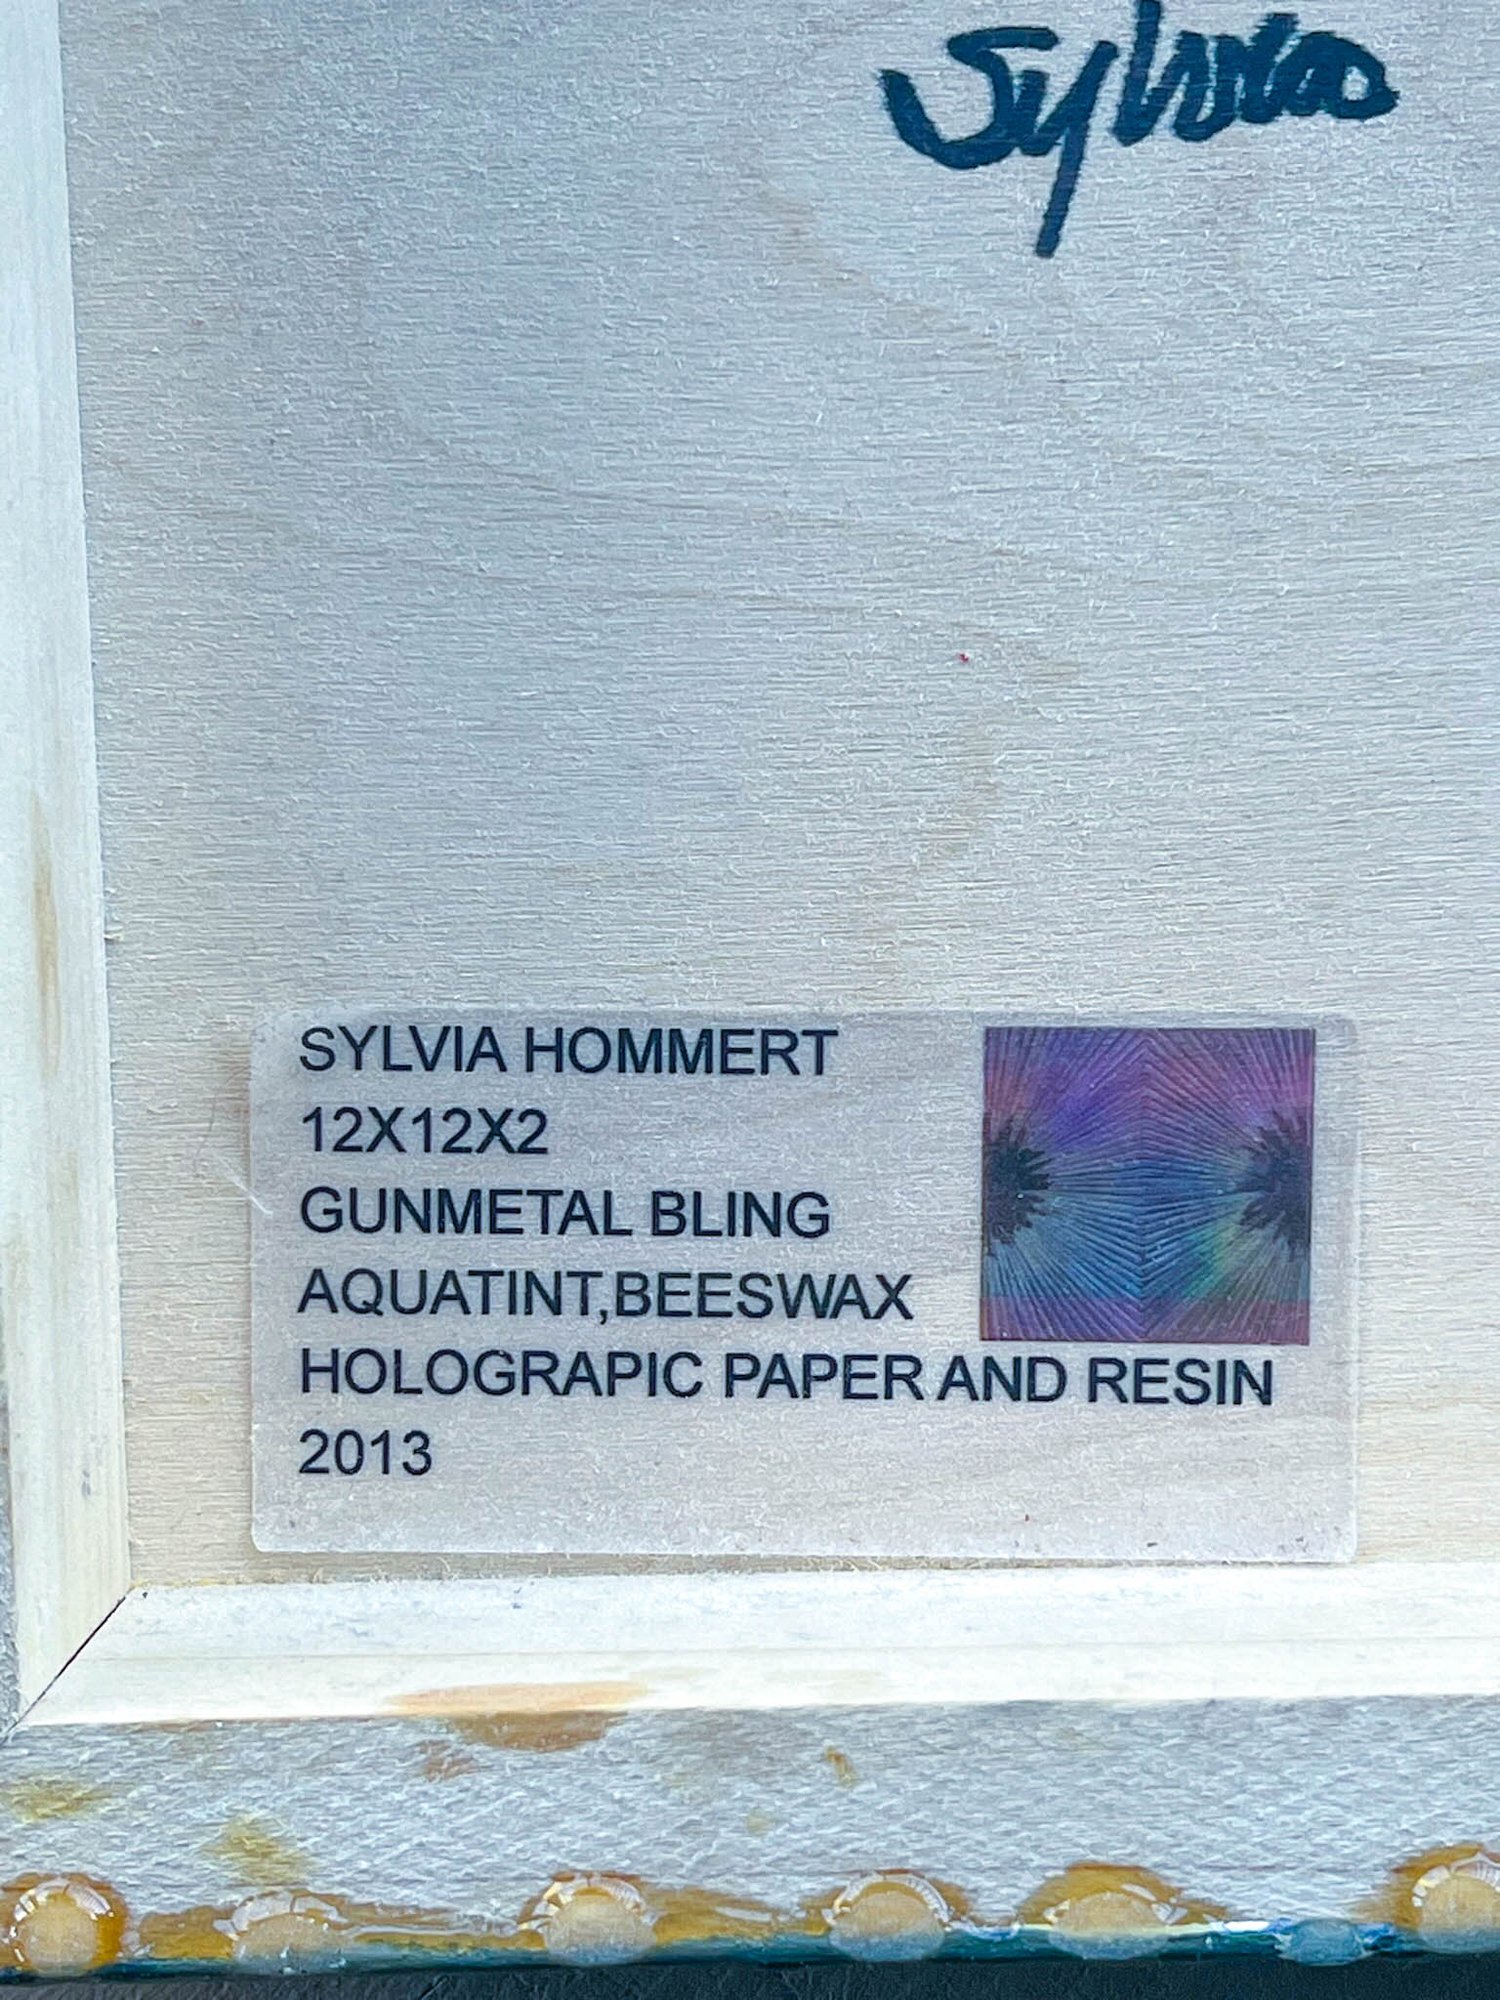 Sylvia
SYLVIA HOMMERT
12X12X2
GUNMETAL BLING
AQUATINT,BEESWAX
HOLOGRAPIC PAPER AND RESIN
2013